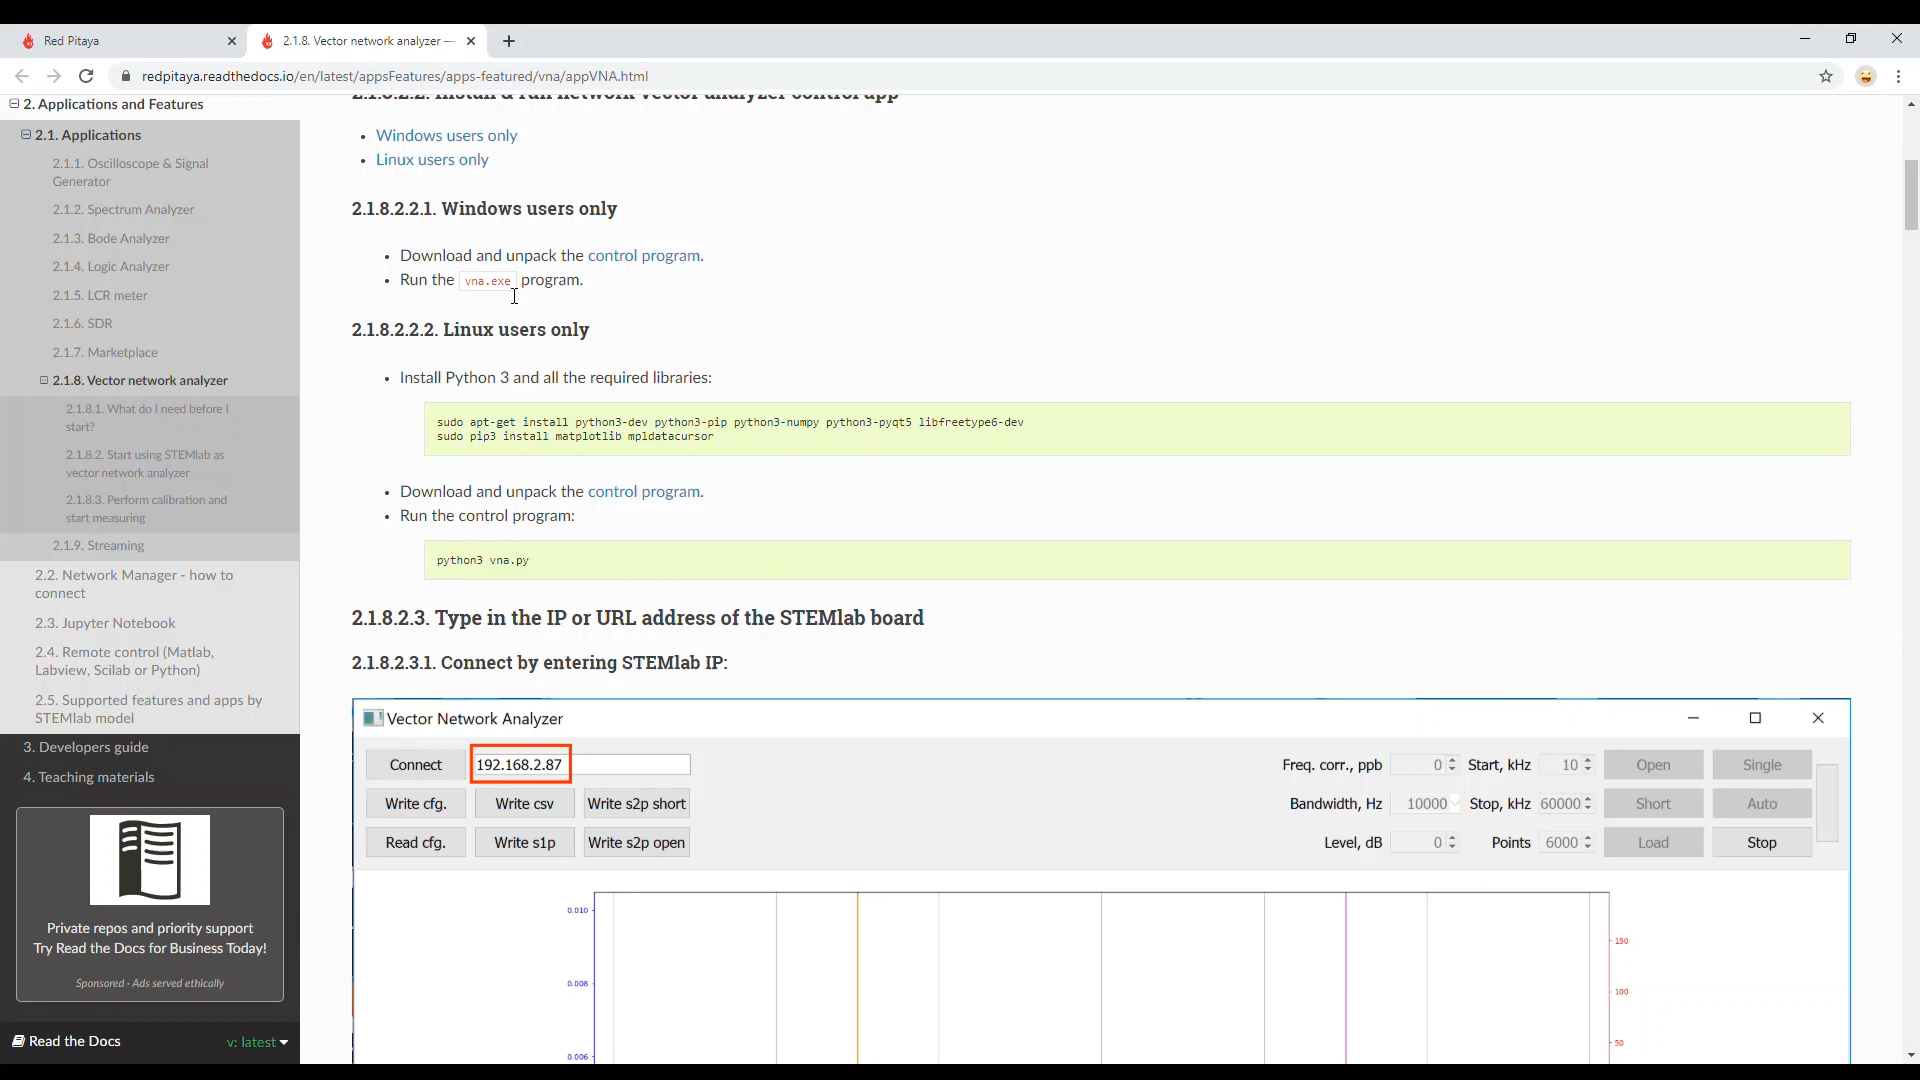 Red Pitaya
2.1.8. Vector network analyzer —
redpitaya.readthedocs.io/en/latest/appsFeatures/apps-featured/vna/appVNA.html
2. Applications and Features
2.1. Applications
2.1.1. Oscilloscope & Signal
Generator
2.1.2. Spectrum Analyzer
2.1.3. Bode Analyzer
2.1.4. Logic Analyzer
2.1.5. LCR meter
2.1.6. SDR
2.1.7. Marketplace
2.1.8. Vector network analyzer
2.1.8.1. What do I need before I
start?
2.1.8.2. Start using STEMlab as
vector network analyzer
2.1.8.3. Perform calibration and
start measuring
2.1.9. Streaming
2.2. Network Manager - how to
connect
2.3. Jupyter Notebook
2.4. Remote control (Matlab,
Labview, Scilab or Python)
2.5. Supported features and apps by
STEMlab model
3. Developers guide
4. Teaching materials
Private repos and priority support
Try Read the Docs for Business Today!
Sponsored · Ads served ethically
Read the Docs
v: latest
2.1.8.2.2. Install & run network vector analyzer control app
Windows users only
Linux users only
2.1.8.2.2.1. Windows users only
Download and unpack the control program.
Run the vna.exe program.
2.1.8.2.2.2. Linux users only
Install Python 3 and all the required libraries:
sudo apt-get install python3-dev python3-pip python3-numpy python3-pyqt5 libfreetype6-dev
sudo pip3 install matplotlib mpldatacursor
Download and unpack the control program.
Run the control program:
python3 vna.py
2.1.8.2.3. Type in the IP or URL address of the STEMlab board
2.1.8.2.3.1. Connect by entering STEMlab IP:
Vector Network Analyzer
Connect 192.168.2.87 Freq. corr., ppb 0 Start, kHz 10 Open Single
Write cfg. Write csv Write s2p short Bandwidth, Hz 10000 Stop, kHz 60000 Short Auto
Read cfg. Write s1p Write s2p open Level, dB 0 Points 6000 Load Stop
0.010
150
0.008
100
50
0.006